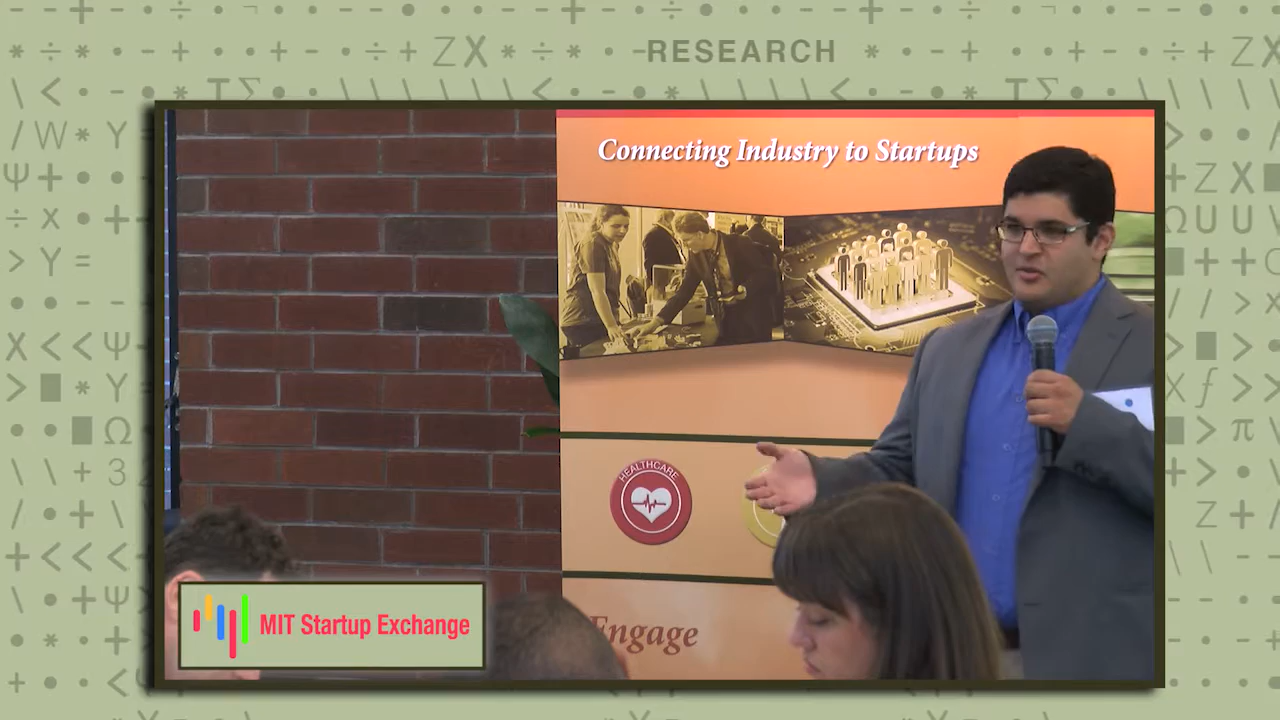 RESEARCH
Connecting Industry to Startups
HEALTHCARE
MIT Startup Exchange
Engage